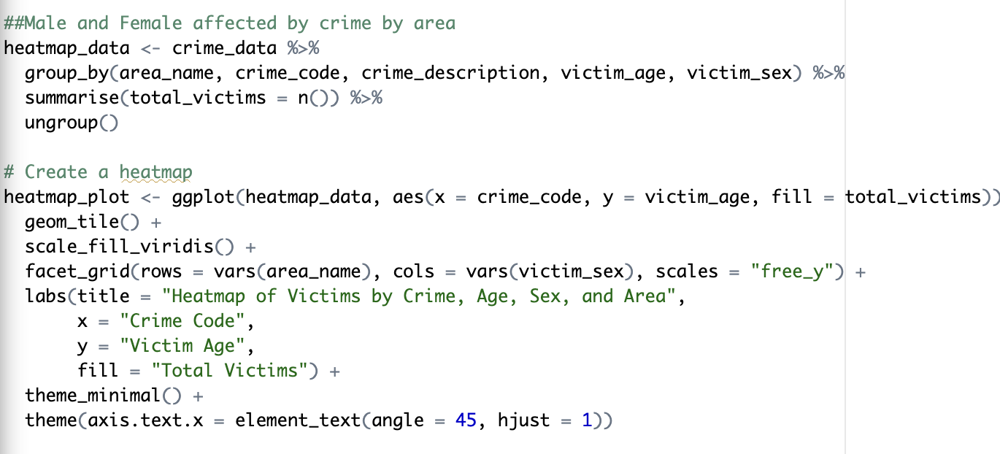 ##Male and Female affected by crime by area
heatmap_data <- crime_data %>%
  group_by(area_name, crime_code, crime_description, victim_age, victim_sex) %>%
  summarise(total_victims = n()) %>%
  ungroup()

# Create a heatmap
heatmap_plot <- ggplot(heatmap_data, aes(x = crime_code, y = victim_age, fill = total_victims))
  geom_tile() +
  scale_fill_viridis() +
  facet_grid(rows = vars(area_name), cols = vars(victim_sex), scales = "free_y") +
  labs(title = "Heatmap of Victims by Crime, Age, Sex, and Area",
       x = "Crime Code",
       y = "Victim Age",
       fill = "Total Victims") +
  theme_minimal() +
  theme(axis.text.x = element_text(angle = 45, hjust = 1))